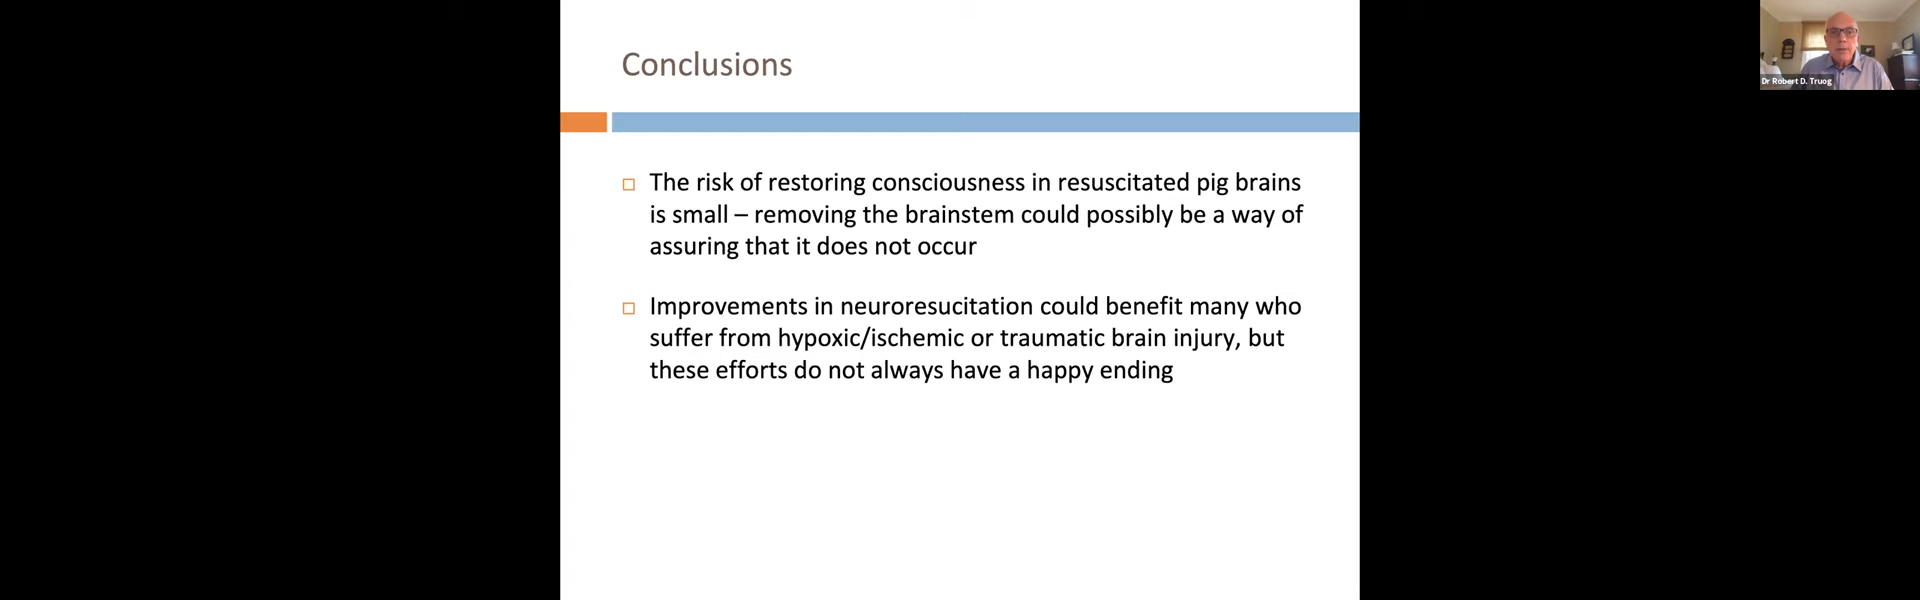 Conclusions
The risk of restoring consciousness in resuscitated pig brains
is small – removing the brainstem could possibly be a way of
assuring that it does not occur
Improvements in neuroresucitation could benefit many who
suffer from hypoxic/ischemic or traumatic brain injury, but
these efforts do not always have a happy ending
Dr Robert D. Truog